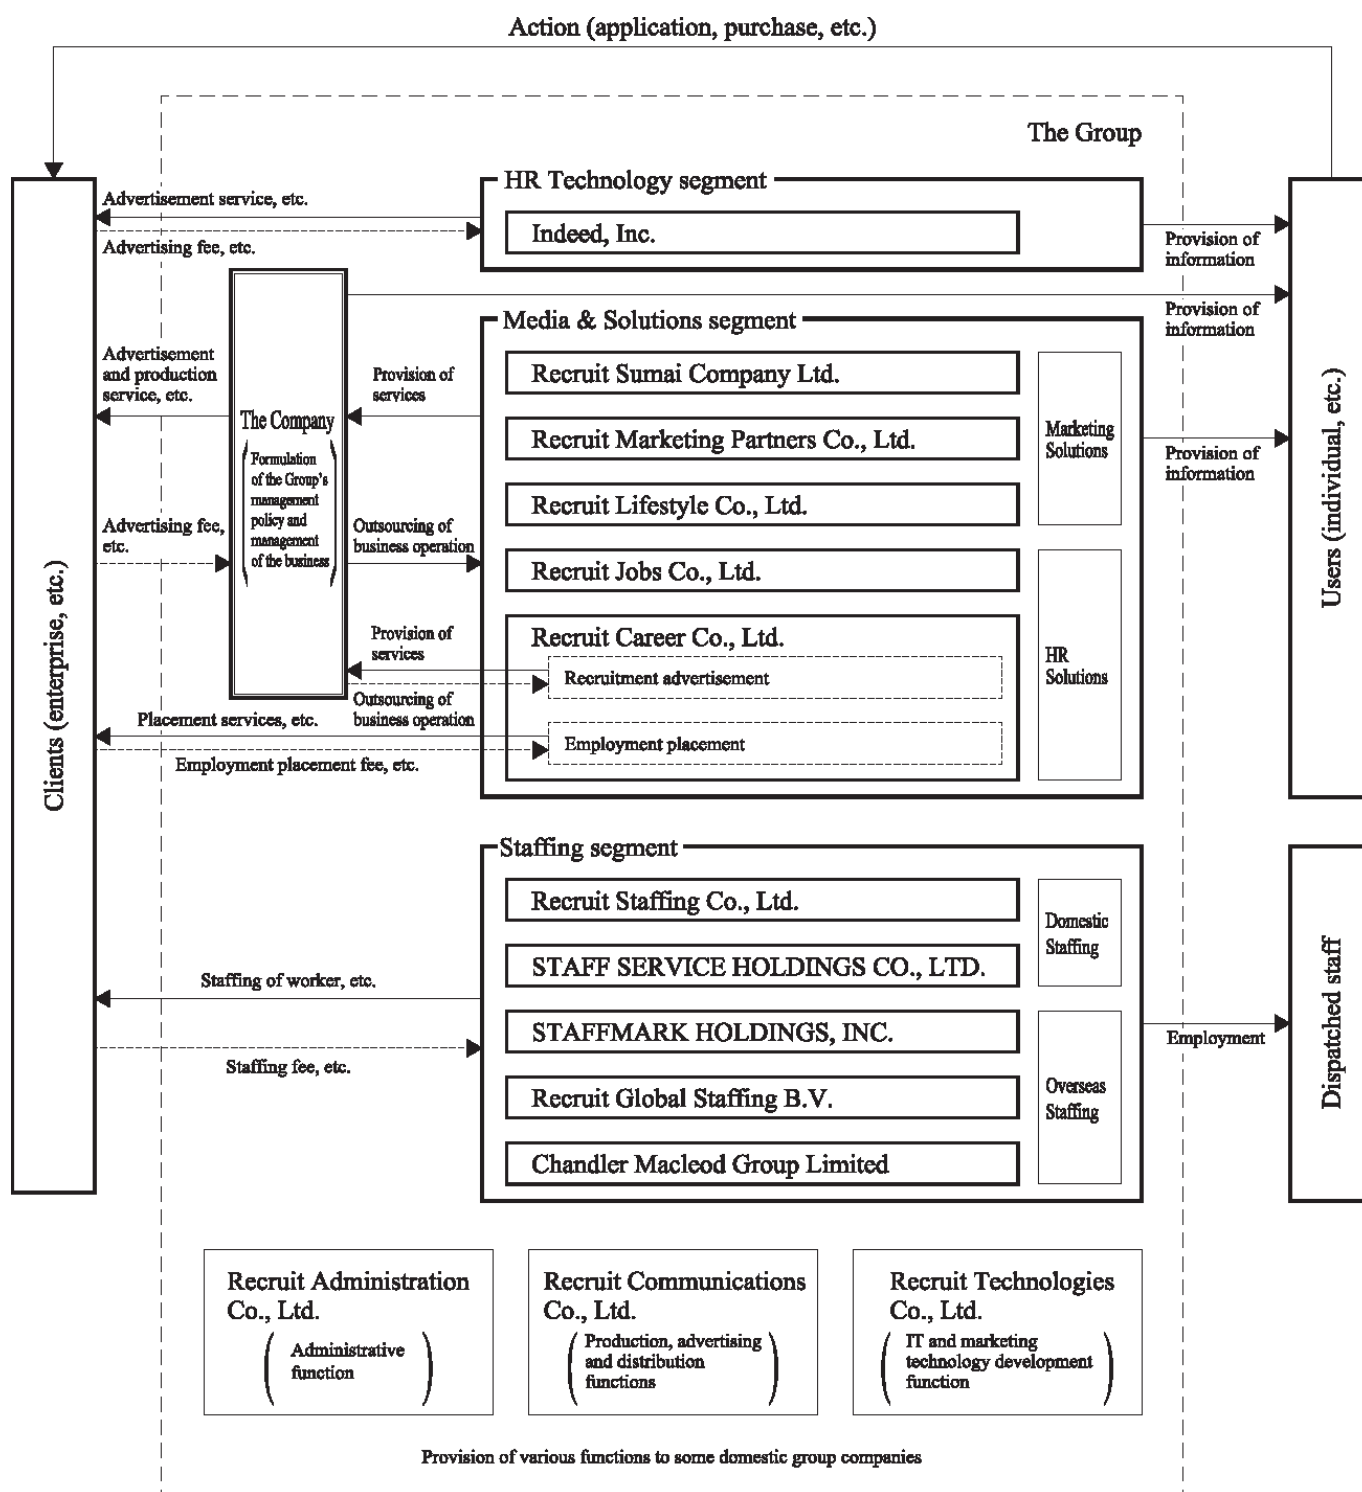 Action (application, purchase, etc.)
The Group
HR Technology segment
Advertisement service, etc.
Indeed, Inc.
Advertising fee, etc.
Provision of
information
Provision of
information
Media & Solutions segment
Advertisement
and production
service, etc.
Provision of
services
Recruit Sumai Company Ltd.
The Company
Formulation
of the Group's
management
policy and
management
of the business
Recruit Marketing Partners Co., Ltd.
Marketing
Solutions
Provision of
information
Recruit Lifestyle Co., Ltd.
Advertising fee,
etc.
Outsourcing of
business operation
Recruit Jobs Co., Ltd.
Clients (enterprise, etc.)
Users (individual, etc.)
Provision of
services
Recruit Career Co., Ltd.
HR
Solutions
Recruitment advertisement
Outsourcing of
business operation
Placement services, etc.
Employment placement
Employment placement fee, etc.
Staffing segment
Recruit Staffing Co., Ltd.
Domestic
Staffing
STAFF SERVICE HOLDINGS CO., LTD.
Staffing of worker, etc.
STAFFMARK HOLDINGS, INC.
Employment
Dispatched staff
Staffing fee, etc.
Recruit Global Staffing B.V.
Overseas
Staffing
Chandler Macleod Group Limited
Recruit Administration
Co., Ltd.
Administrative
function
Recruit Communications
Co., Ltd.
Production, advertising
and distribution
functions
Recruit Technologies
Co., Ltd.
IT and marketing
technology development
function
Provision of various functions to some domestic group companies